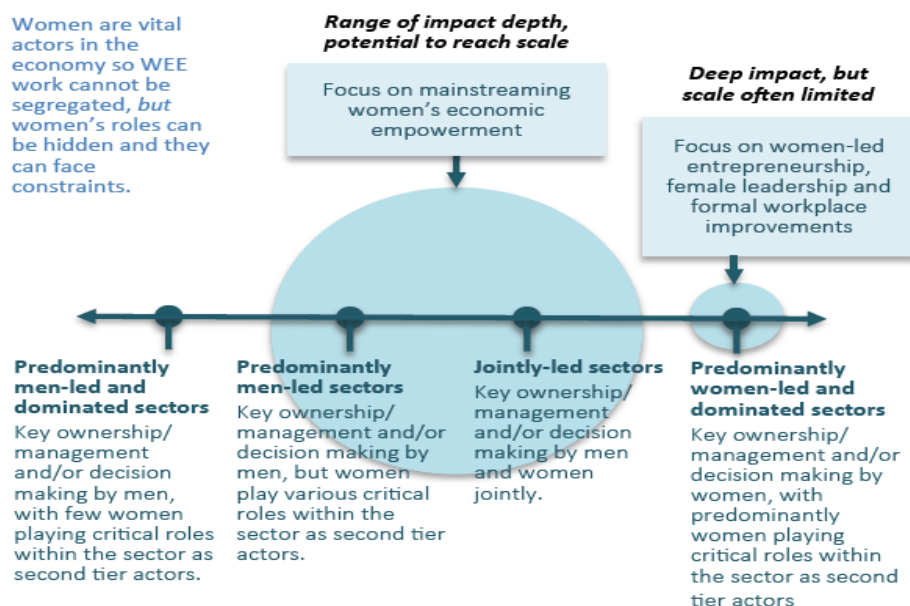 Women are vital
actors in the
economy so WEE
work cannot be
segregated, but
women's roles can
be hidden and they
can face
constraints.
Range of impact depth,
potential to reach scale
Focus on mainstreaming
women's economic
empowerment
Deep impact, but
scale often limited
Focus on women-led
entrepreneurship,
female leadership and
formal workplace
improvements
Predominantly
men-led and
dominated sectors
Key ownership/
management
and/or decision
making by men,
with few women
playing critical roles
within the sector as
second tier actors.
Predominantly
men-led sectors
Key ownership/
management and/or
decision making by
men, but women
play various critical
roles within the
sector as second tier
actors.
Jointly-led sectors
Key ownership/
management
and/or decision
making by men
and women
jointly.
Predominantly
women-led and
dominated sectors
Key ownership/
management and/or
decision making by
women, with
predominantly
women playing
critical roles within
the sector as second
tier actors